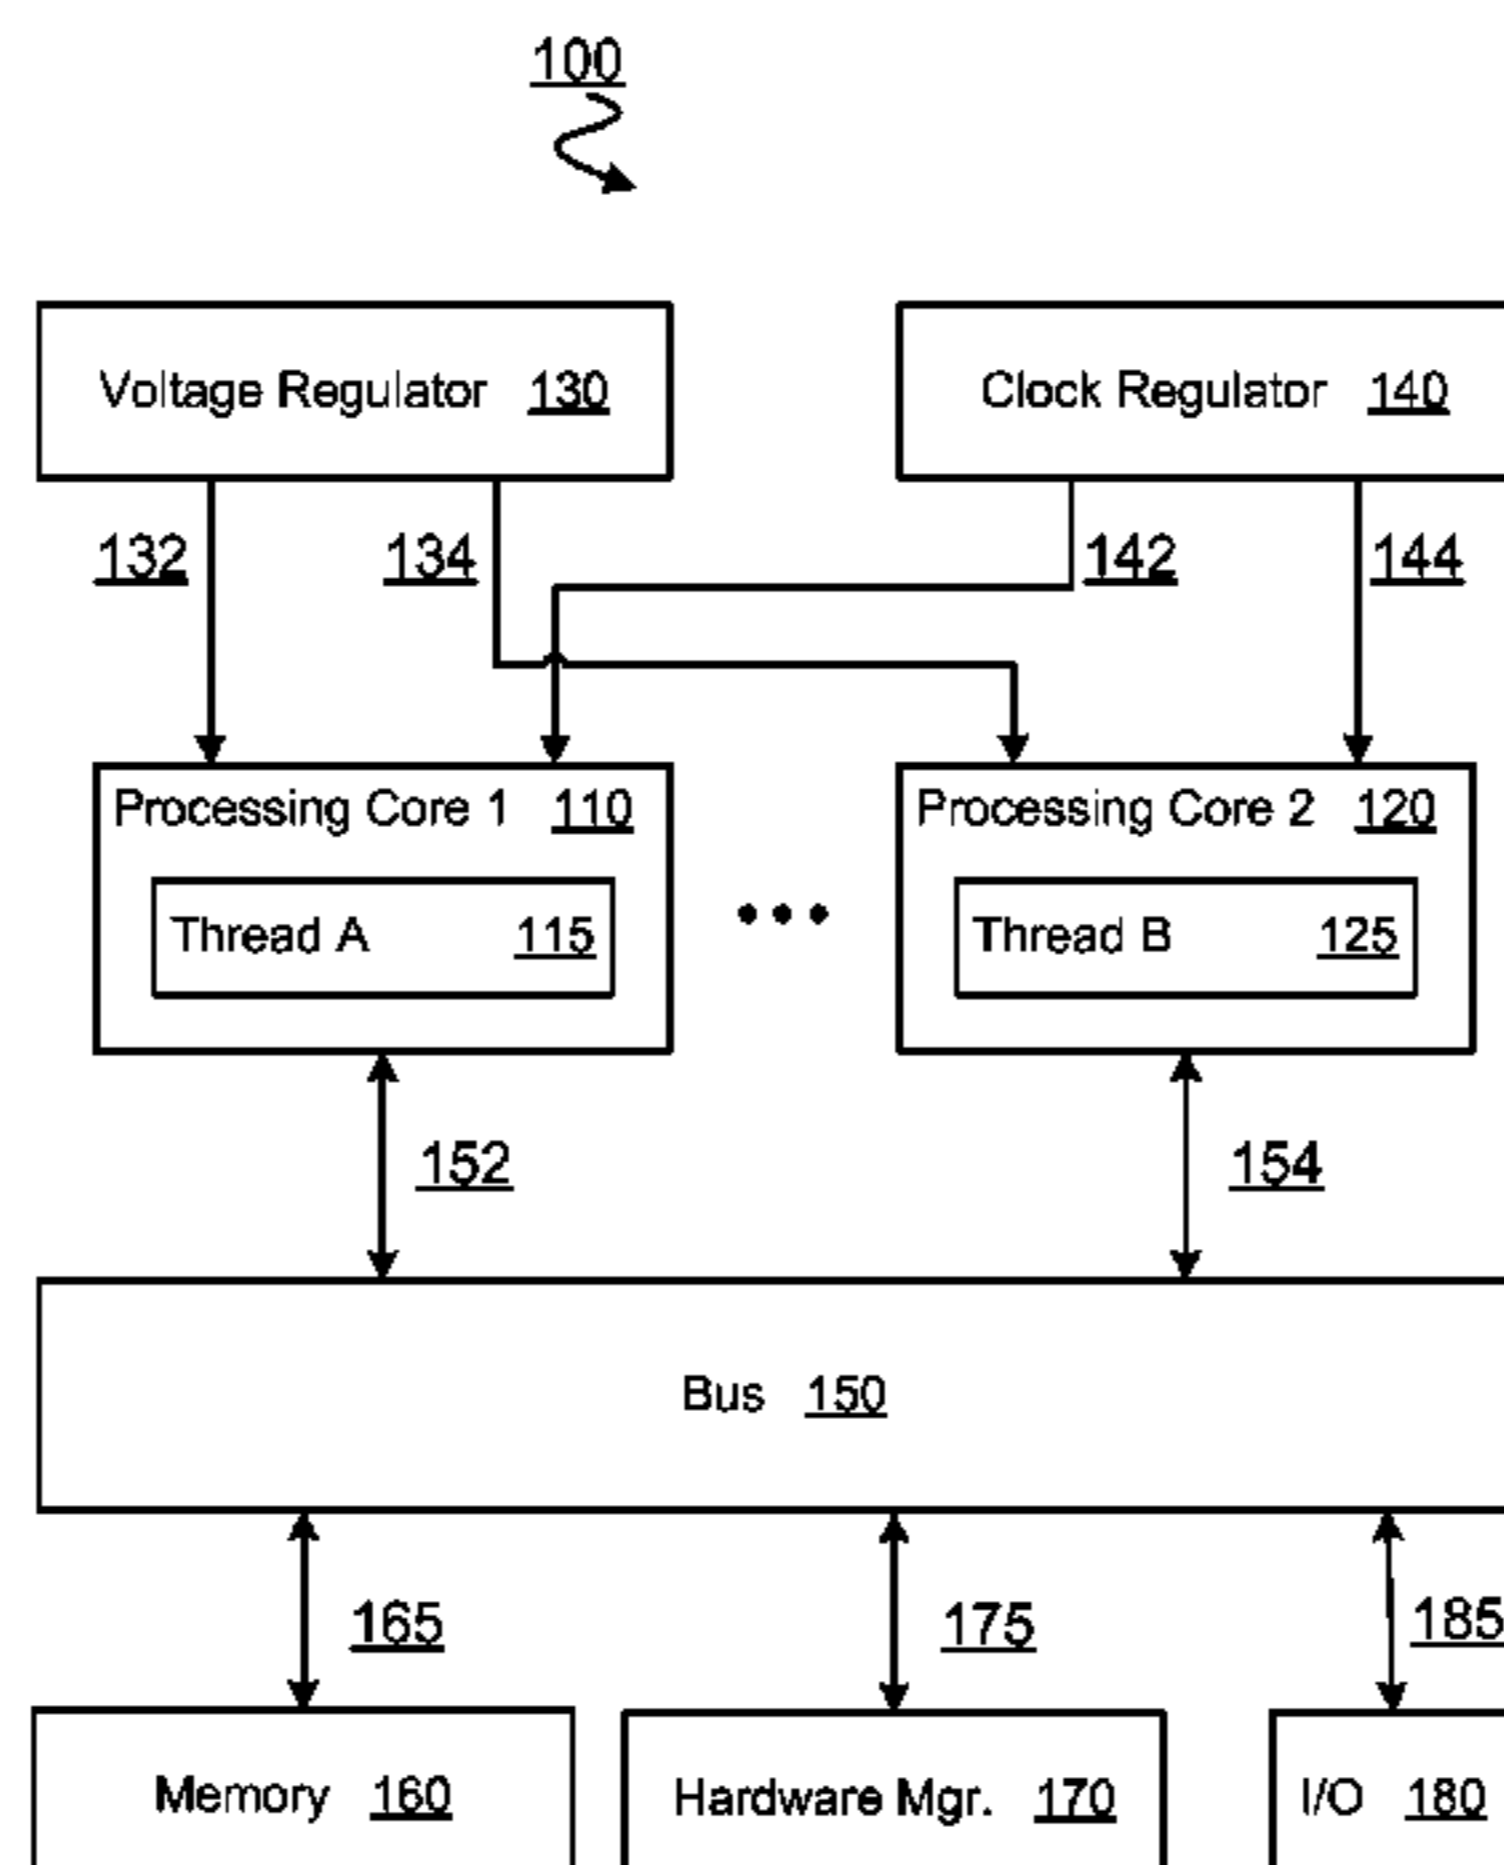 100
Voltage Regulator 130
Clock Regulator 140
132
134
142
144
Processing Core 1 110
Processing Core 2 120
Thread A 115
Thread B 125
152
154
Bus 150
165
175
185
Memory 160
Hardware Mgr. 170
I/O 180